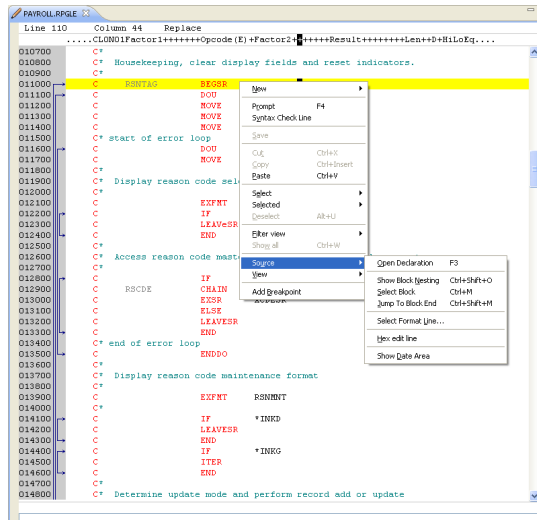 PAYROLL.RPGLE
Line 110 Column 44 Replace
.....CL0N01Factor1+++++++Opcode(E)+Factor2+ +++++Result++++++++Len++D+HiLoEq....
010700 C*
010800 C* Housekeeping, clear display fields and reset indicators.
010900 C*
011000 C RSNTAG BEGSR
011100 C DOU
011200 C MOVE
011300 C MOVE
011400 C MOVE
011500 C* start of error loop
011600 C DOU
011700 C MOVE
011800 C*
011900 C* Display reason code sel
012000 C*
012100 C EXFMT
012200 C IF
012300 C LEAVeSR
012400 C END
012500 C*
012600 C* Access reason code mast
012700 C*
012800 C IF
012900 C RSCDE CHAIN
013000 C EXSR
013100 C ELSE
013200 C LEAVESR
013300 C END
013400 C* end of error loop
013500 C ENDDO
013600 C*
013700 C* Display reason code maintenance format
013800 C*
013900 C EXFMT RSNMNT
014000 C*
014100 C IF *INKD
014200 C LEAVESR
014300 C END
014400 C IF *INKG
014500 C ITER
014600 C END
014700 C*
014800 C* Determine update mode and perform record add or update
New
Prompt F4
Syntax Check Line
Save
Cut Ctrl+X
Copy Ctrl+Insert
Paste Ctrl+V
Select
Selected
Deselect Alt+U
Filter view
Show all Ctrl+W
Source
View
Add Breakpoint
Open Declaration F3
Show Block Nesting Ctrl+Shift+O
Select Block Ctrl+M
Jump To Block End Ctrl+Shift+M
Select Format Line...
Hex edit line
Show Date Area